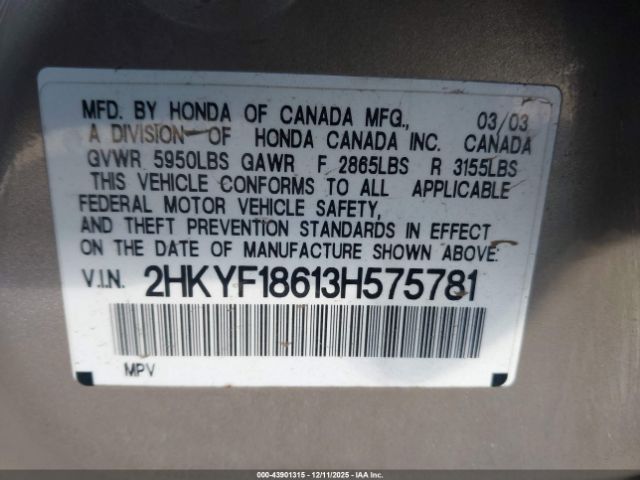 MFD. BY HONDA OF CANADA MFG., 03/03
A DIVISION OF HONDA CANADA INC. CANADA
GVWR 5950LBS GAWR F 2865LBS R 3155LBS
THIS VEHICLE CONFORMS TO ALL APPLICABLE
FEDERAL MOTOR VEHICLE SAFETY,
AND THEFT PREVENTION STANDARDS IN EFFECT
ON THE DATE OF MANUFACTURE SHOWN ABOVE:
V.I.N. 2HKYF18613H575781
MPV
000-43901315 - 12/11/2025 - IAAI.COM